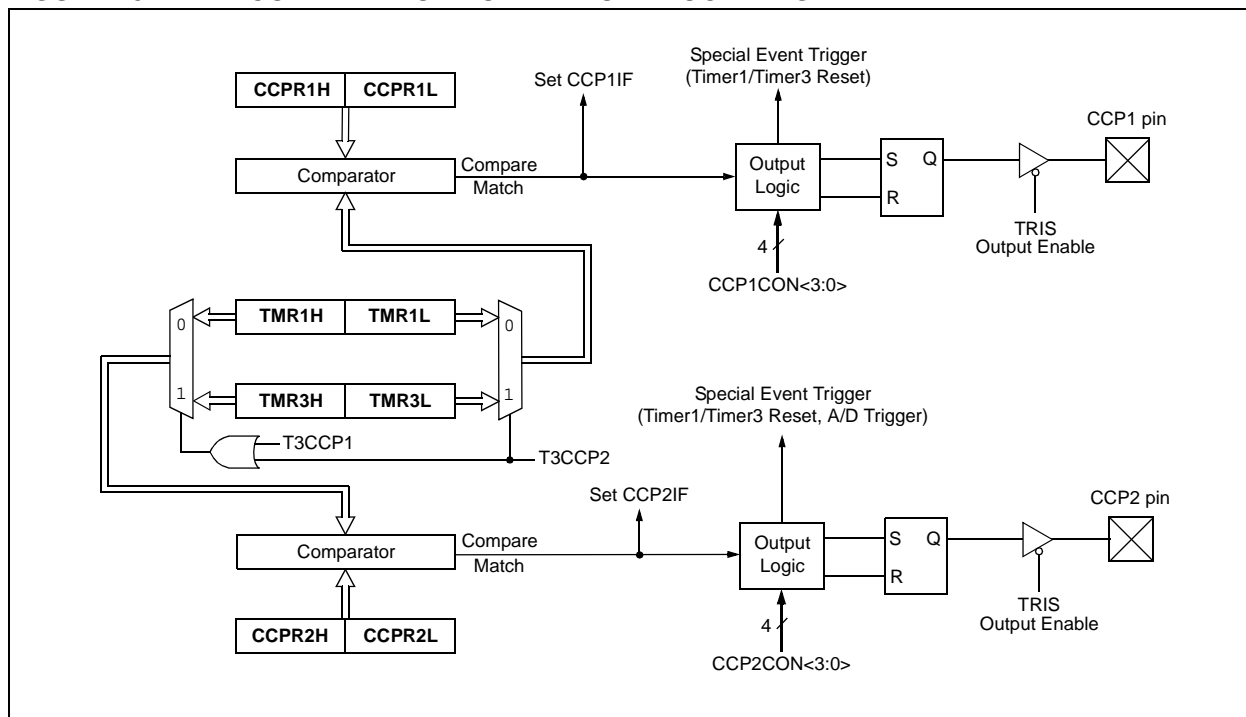 Special Event Trigger
(Timer1/Timer3 Reset)
Set CCP1IF
CCPR1H CCPR1L
CCP1 pin
Comparator
Compare
Match
Output
Logic
S Q
R
TRIS
Output Enable
4
CCP1CON<3:0>
0 TMR1H TMR1L 0
1 TMR3H TMR3L 1
T3CCP1
T3CCP2
Special Event Trigger
(Timer1/Timer3 Reset, A/D Trigger)
Set CCP2IF
CCP2 pin
Comparator
Compare
Match
Output
Logic
S Q
R
TRIS
Output Enable
4
CCPR2H CCPR2L
CCP2CON<3:0>